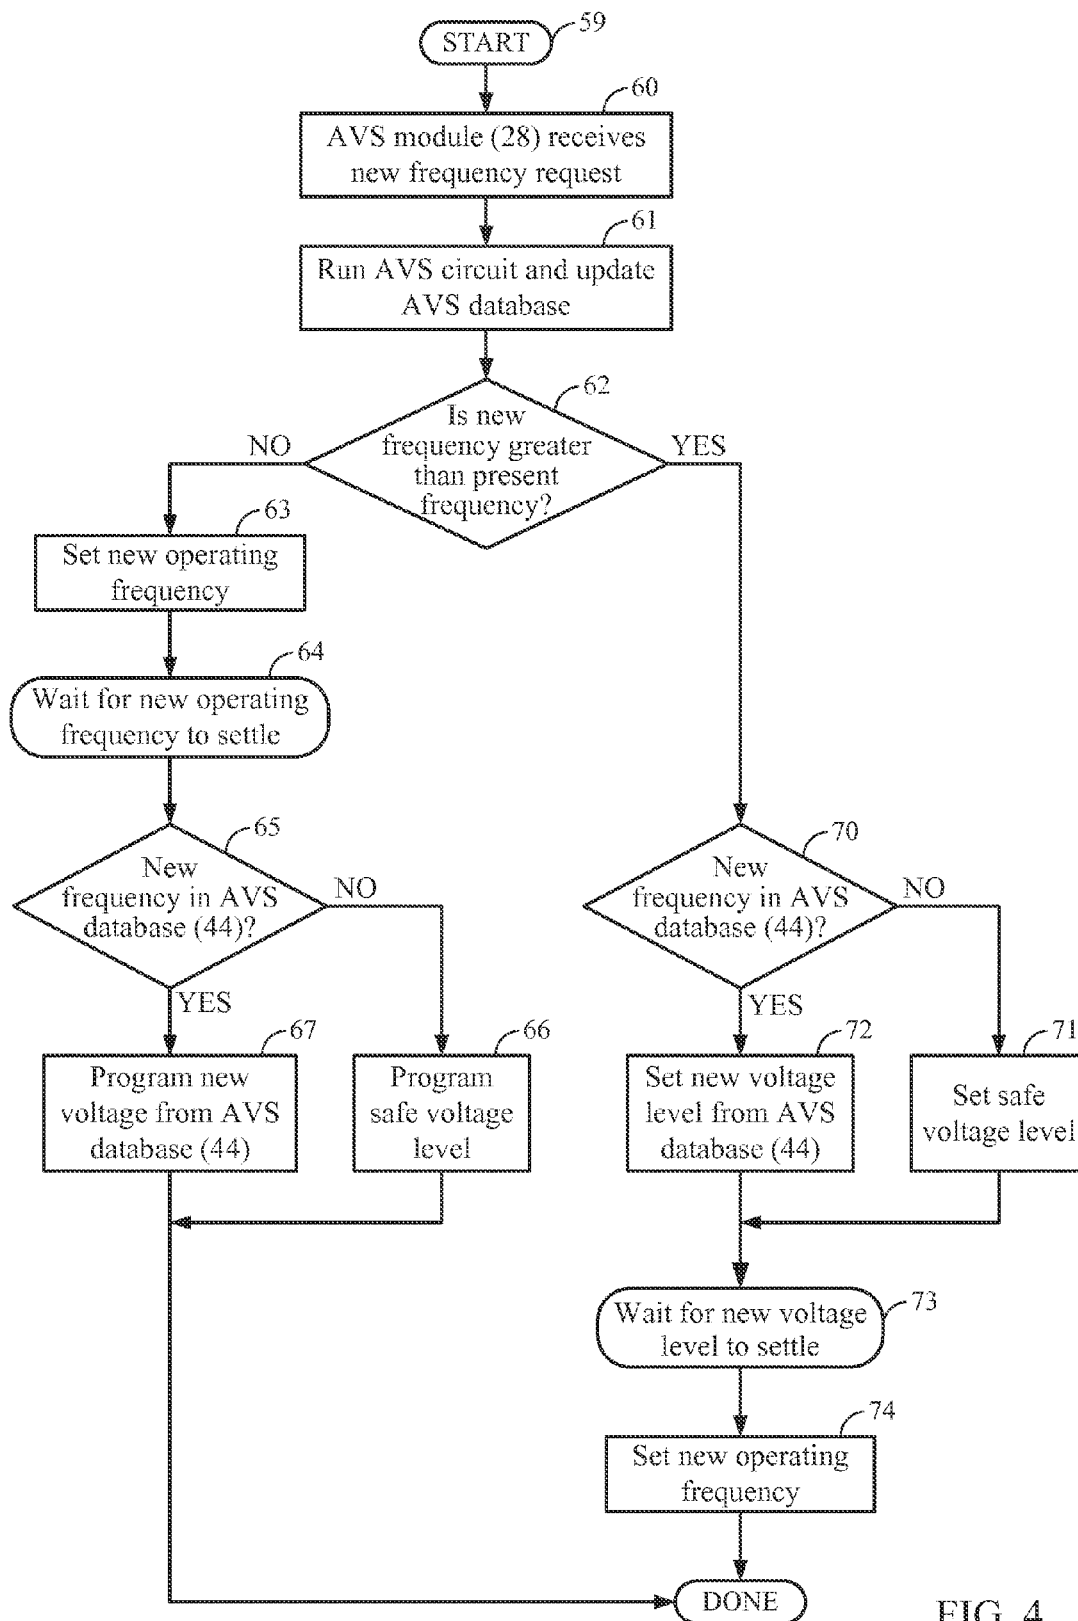 START
59
60
AVS module (28) receives
new frequency request
61
Run AVS circuit and update
AVS database
62
Is new
frequency greater
than present
frequency?
NO
YES
63
Set new operating
frequency
64
Wait for new operating
frequency to settle
65
New
frequency in AVS
database (44)?
NO
YES
70
New
frequency in AVS
database (44)?
NO
YES
67
Program new
voltage from AVS
database (44)
66
Program
safe voltage
level
72
Set new voltage
level from AVS
database (44)
71
Set safe
voltage level
Wait for new voltage
level to settle
73
74
Set new operating
frequency
DONE
FIG. 4